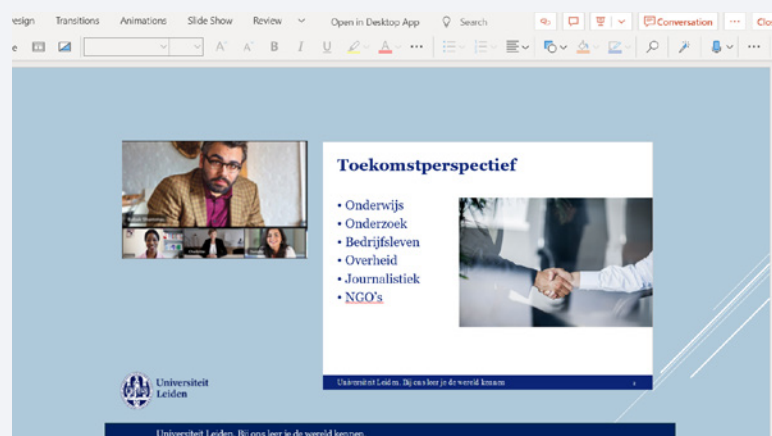 Transitions Animations Slide Show Review Open in Desktop App Search Conversation ... Clo
B I U A ... ...
Toekomstperspectief
• Onderwijs
• Onderzoek
• Bedrijfsleven
• Overheid
• Journalistiek
• NGO's
Universiteit Leiden. Bij ons leer je de wereld kennen
Universiteit
Leiden
Universiteit Leiden. Bij ons leer je de wereld kennen.